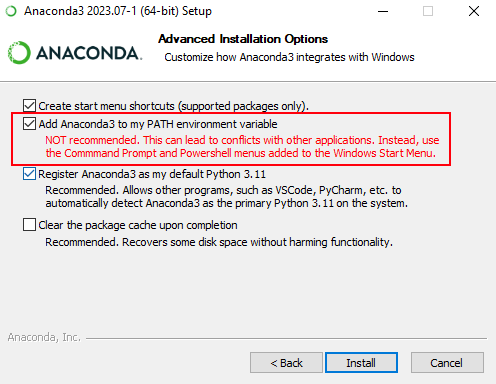 Anaconda3 2023.07-1 (64-bit) Setup
ANACONDA.
Advanced Installation Options
Customize how Anaconda3 integrates with Windows
Create start menu shortcuts (supported packages only).
Add Anaconda3 to my PATH environment variable
NOT recommended. This can lead to conflicts with other applications. Instead, use
the Commmand Prompt and Powershell menus added to the Windows Start Menu.
Register Anaconda3 as my default Python 3.11
Recommended. Allows other programs, such as VSCode, PyCharm, etc. to
automatically detect Anaconda3 as the primary Python 3.11 on the system.
Clear the package cache upon completion
Recommended. Recovers some disk space without harming functionality.
Anaconda, Inc.
< Back
Install
Cancel